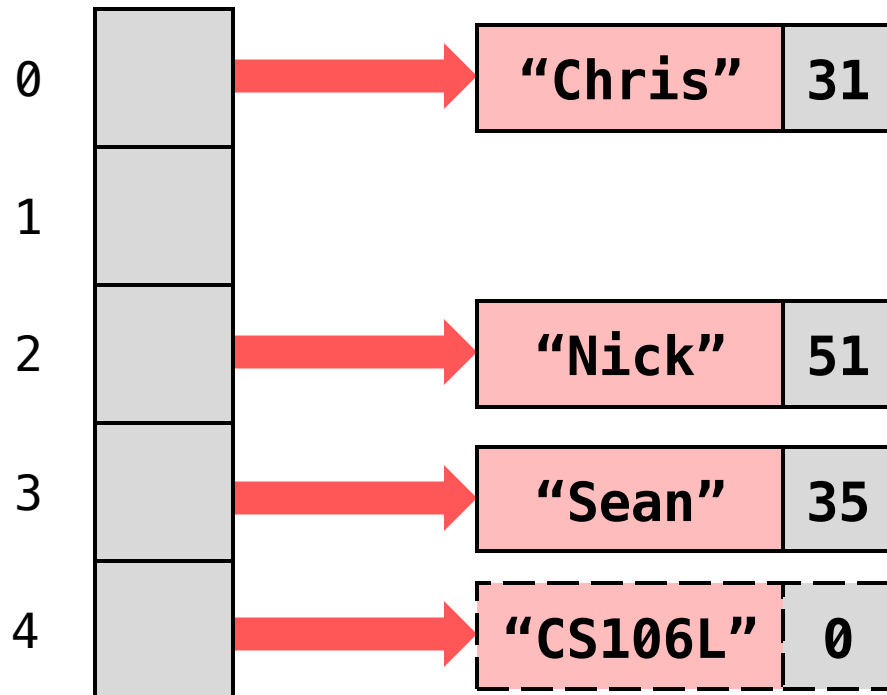 0 “Chris” 31
1
2 “Nick” 51
3 “Sean” 35
4 “CS106L” 0